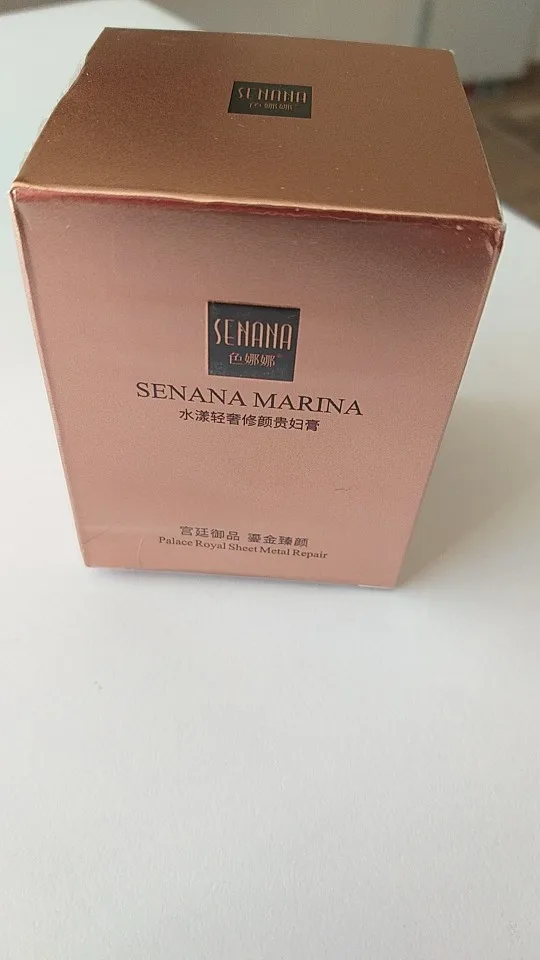 SENANA
色娜娜
SENANA
色娜娜®
SENANA MARINA
水漾轻奢修颜贵妇膏
宫廷御品 鎏金臻颜
Palace Royal Sheet Metal Repair